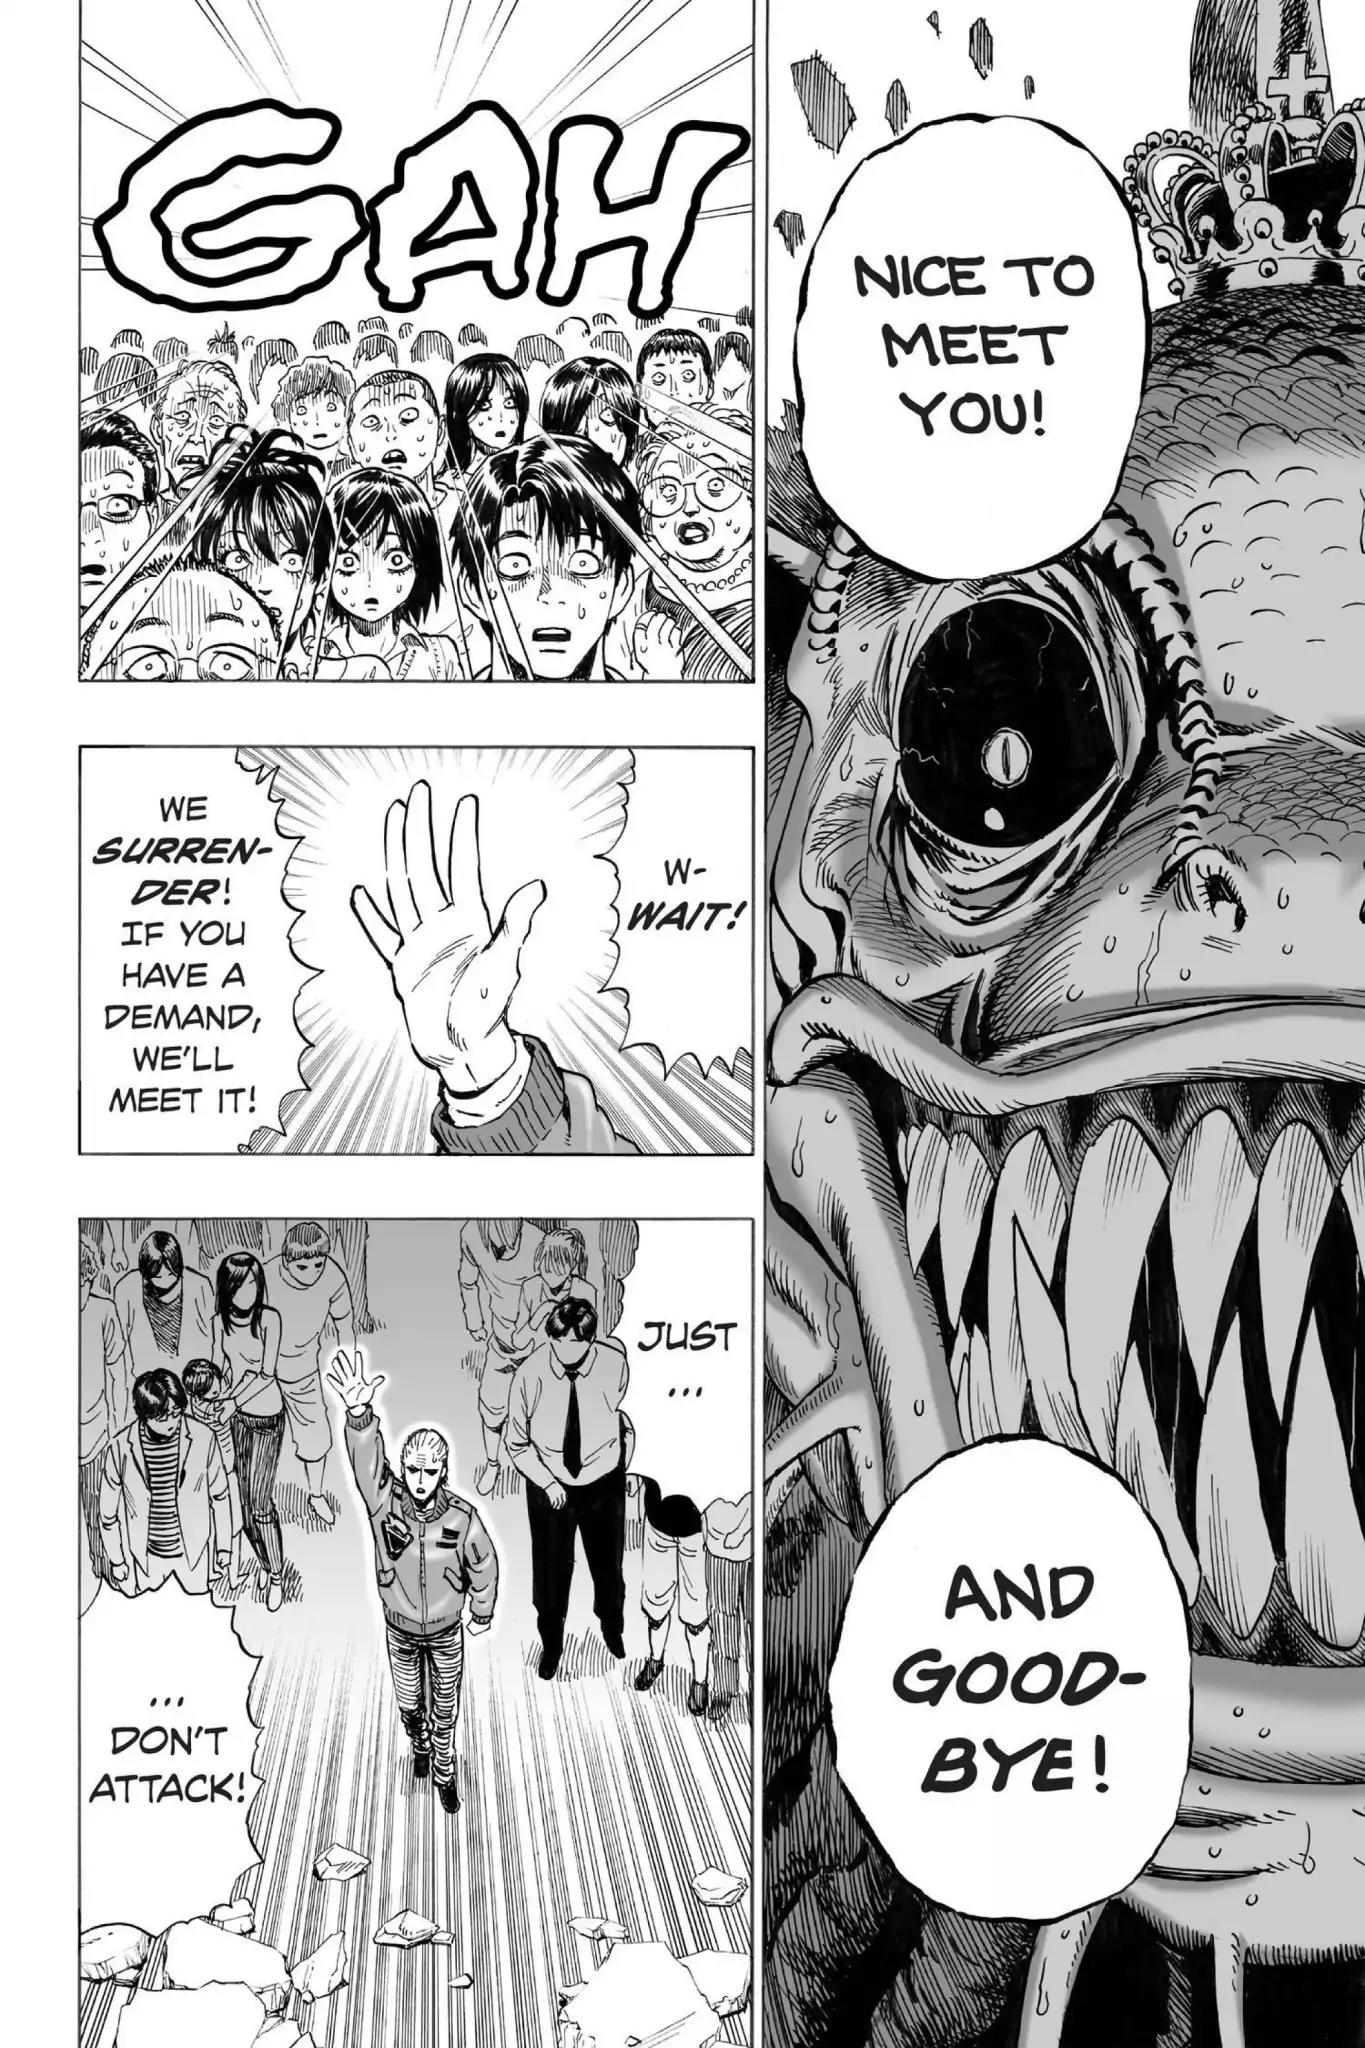 NICE TO
MEET
YOU!
AND
GOOD-
BYE!
GAH
W-
WAIT!
WE
SURREN-
DER!
IF YOU
HAVE A
DEMAND,
WE'LL
MEET IT!
JUST
...
...
DON'T
ATTACK!